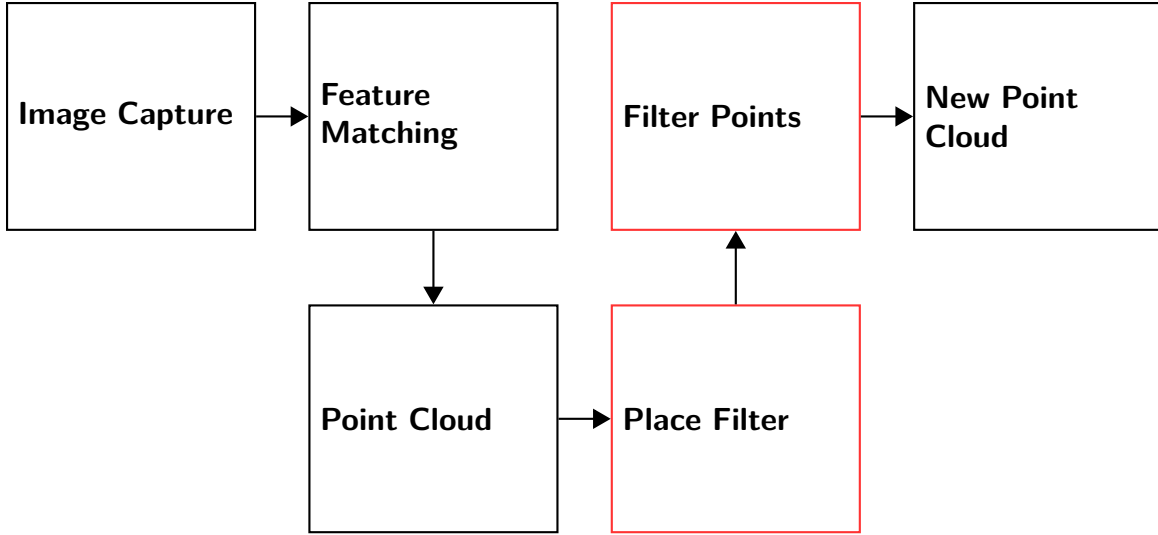 Image Capture
Feature
Matching
Point Cloud
Place Filter
Filter Points
New Point
Cloud